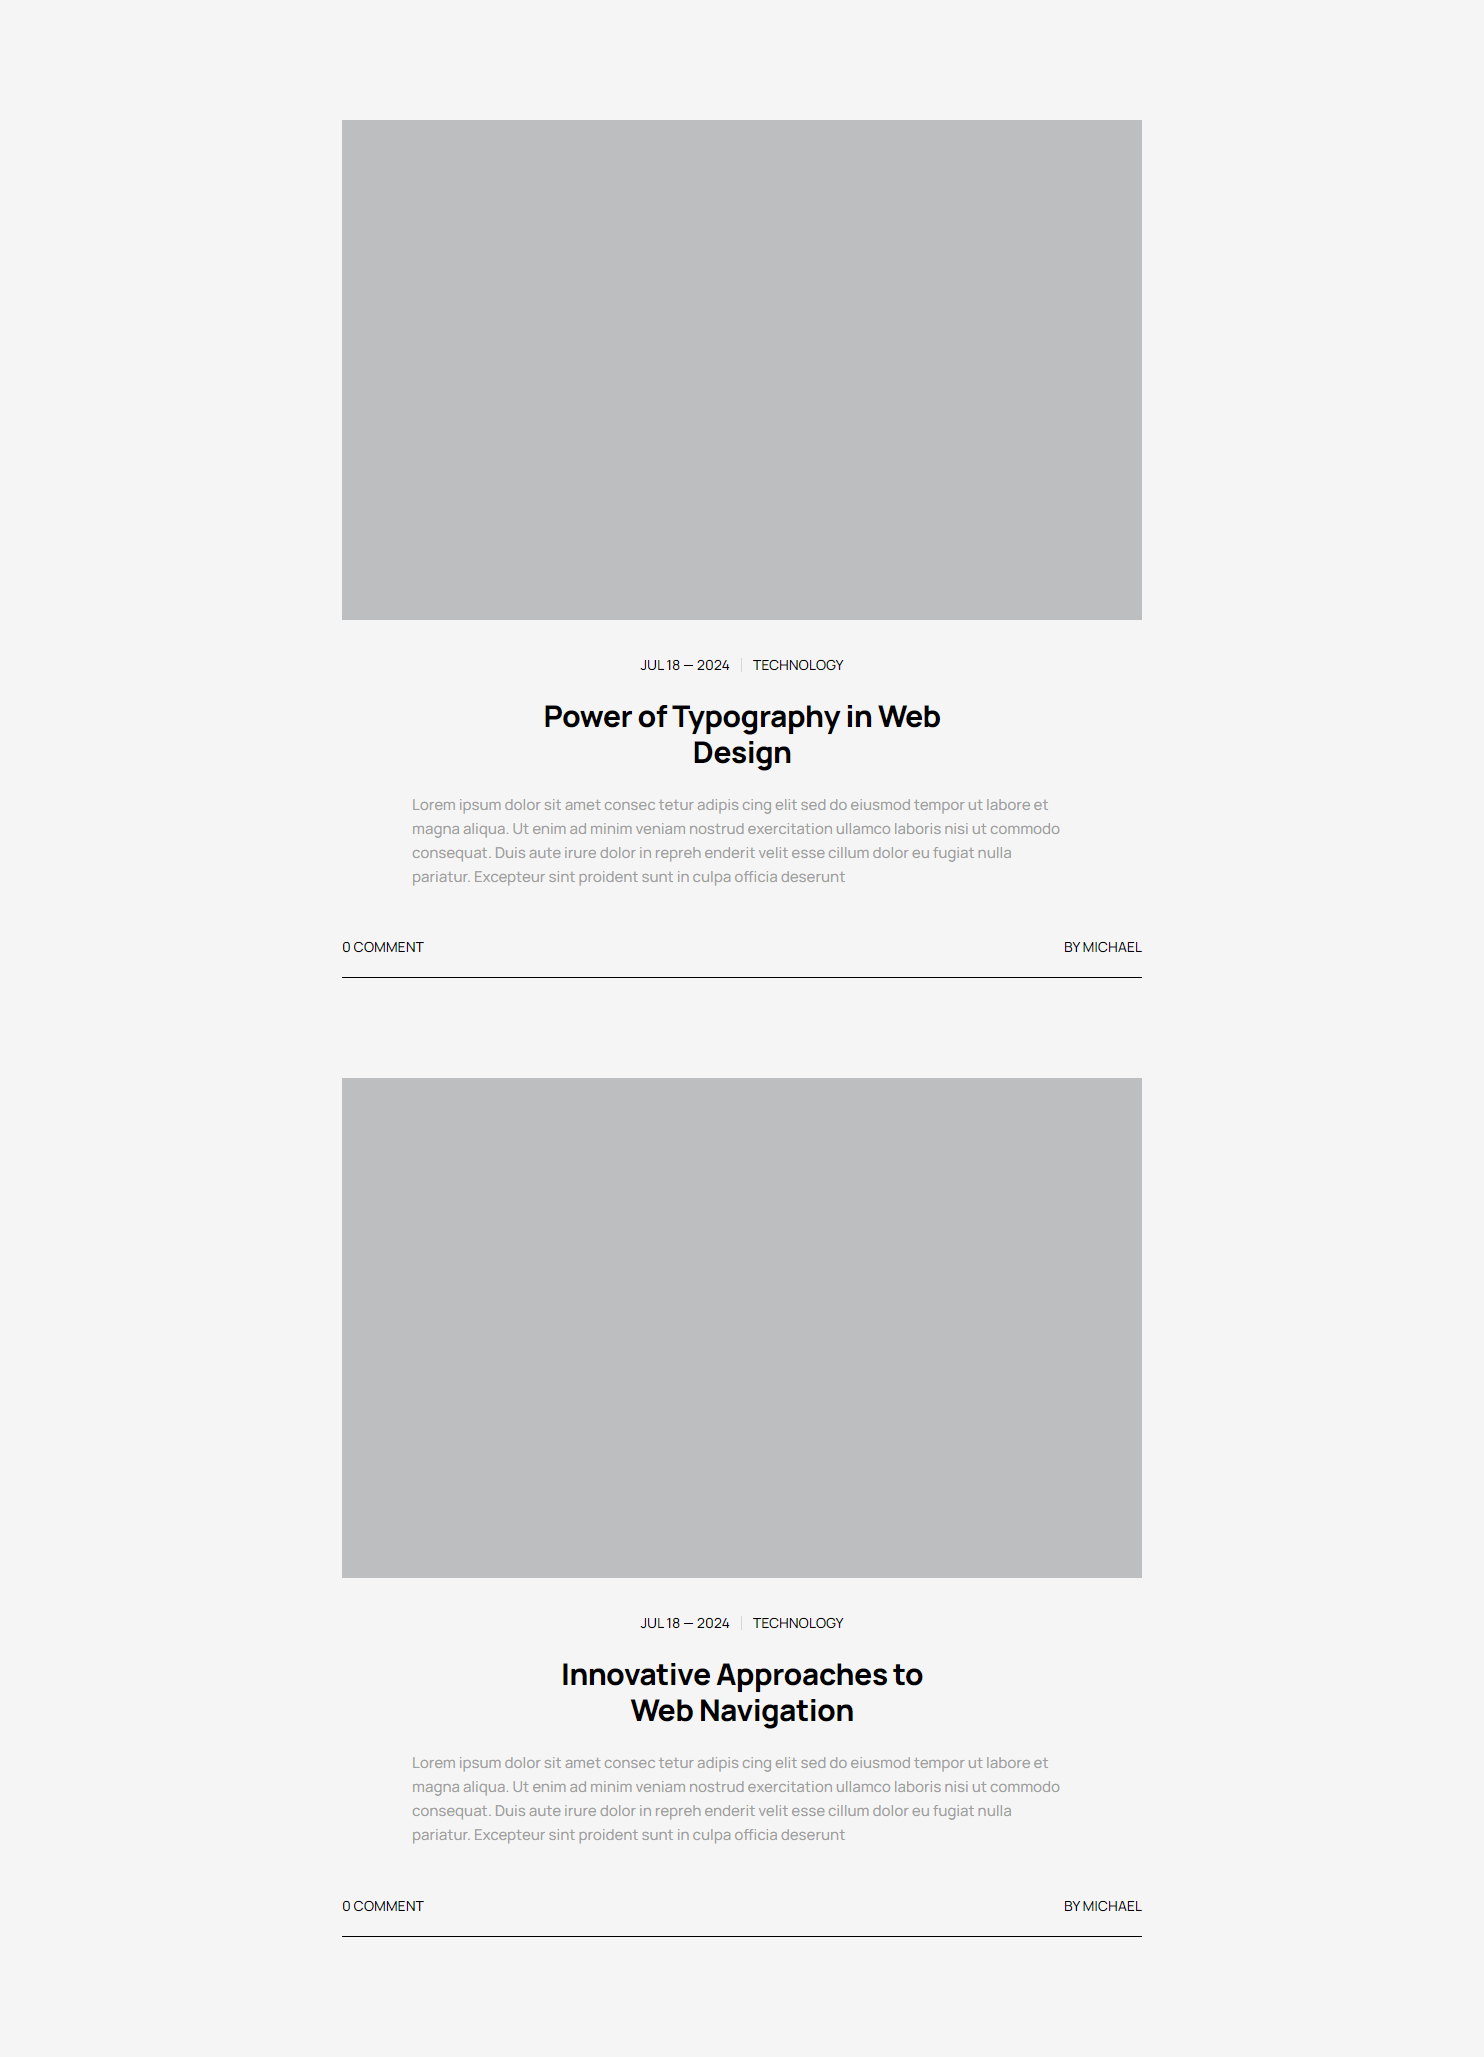 JUL 18 — 2024 TECHNOLOGY
Power of Typography in Web
Design
Lorem ipsum dolor sit amet consec tetur adipis cing elit sed do eiusmod tempor ut labore et
magna aliqua. Ut enim ad minim veniam nostrud exercitation ullamco laboris nisi ut commodo
consequat. Duis aute irure dolor in repreh enderit velit esse cillum dolor eu fugiat nulla
pariatur. Excepteur sint proident sunt in culpa officia deserunt
0 COMMENT BY MICHAEL
JUL 18 — 2024 TECHNOLOGY
Innovative Approaches to
Web Navigation
Lorem ipsum dolor sit amet consec tetur adipis cing elit sed do eiusmod tempor ut labore et
magna aliqua. Ut enim ad minim veniam nostrud exercitation ullamco laboris nisi ut commodo
consequat. Duis aute irure dolor in repreh enderit velit esse cillum dolor eu fugiat nulla
pariatur. Excepteur sint proident sunt in culpa officia deserunt
0 COMMENT BY MICHAEL